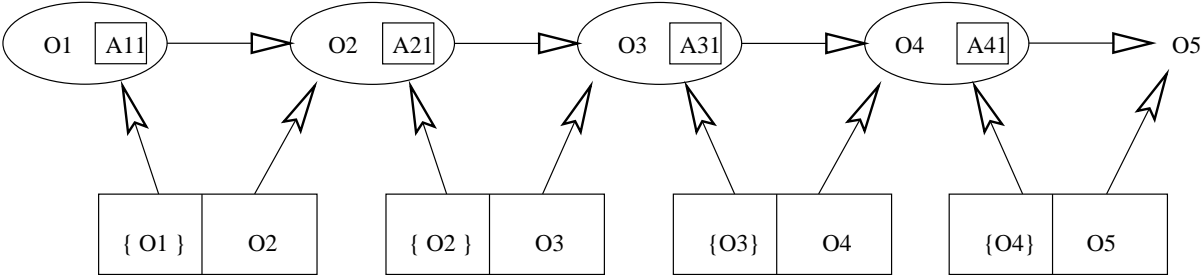 O1 A11 O2 A21 O3 A31 O4 A41 O5
{ O1 } O2 { O2 } O3 {O3} O4 {O4} O5